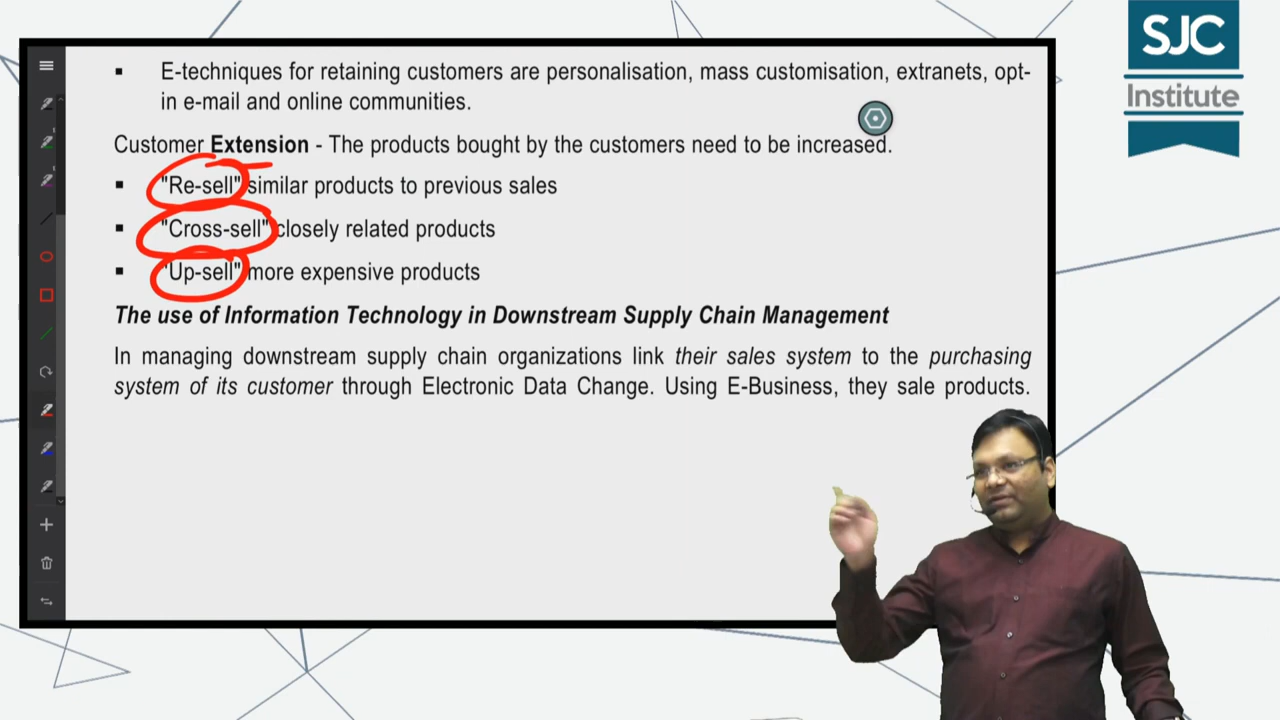 ▪ E-techniques for retaining customers are personalisation, mass customisation, extranets, opt-
in e-mail and online communities.
Customer Extension - The products bought by the customers need to be increased.
▪ "Re-sell" similar products to previous sales
▪ "Cross-sell" closely related products
▪ "Up-sell" more expensive products
The use of Information Technology in Downstream Supply Chain Management
In managing downstream supply chain organizations link their sales system to the purchasing
system of its customer through Electronic Data Change. Using E-Business, they sale products.
SJC
Institute